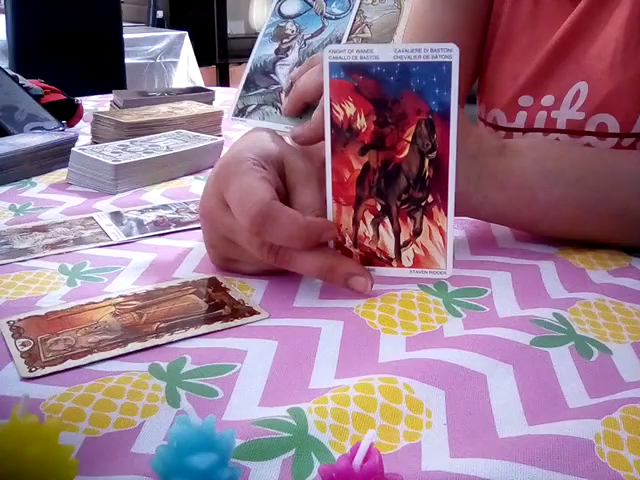 KNIGHT OF WANDS CAVALIERE DI BASTONI
CABALLO DE BASTOS CHEVALIER DE BÂTONS
STAVEN RIDDER